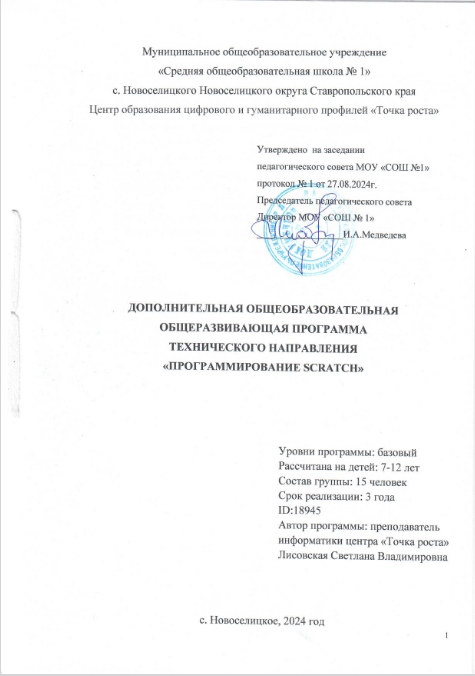 Муниципальное общеобразовательное учреждение
«Средняя общеобразовательная школа № 1»
с. Новоселицкого Новоселицкого округа Ставропольского края
Центр образования цифрового и гуманитарного профилей «Точка роста»
Утверждено на заседании
педагогического совета МОУ «СОШ №1»
протокол № 1 от 27.08.2024г.
Председатель педагогического совета
Директор МОУ «СОШ № 1»
И.А.Медведева
ДОПОЛНИТЕЛЬНАЯ ОБЩЕОБРАЗОВАТЕЛЬНАЯ
ОБЩЕРАЗВИВАЮЩАЯ ПРОГРАММА
ТЕХНИЧЕСКОГО НАПРАВЛЕНИЯ
«ПРОГРАММИРОВАНИЕ SCRATCH»
Уровни программы: базовый
Рассчитана на детей: 7-12 лет
Состав группы: 15 человек
Срок реализации: 3 года
ID:18945
Автор программы: преподаватель
информатики центра «Точка роста»
Лисовская Светлана Владимировна
с. Новоселицкое, 2024 год
1